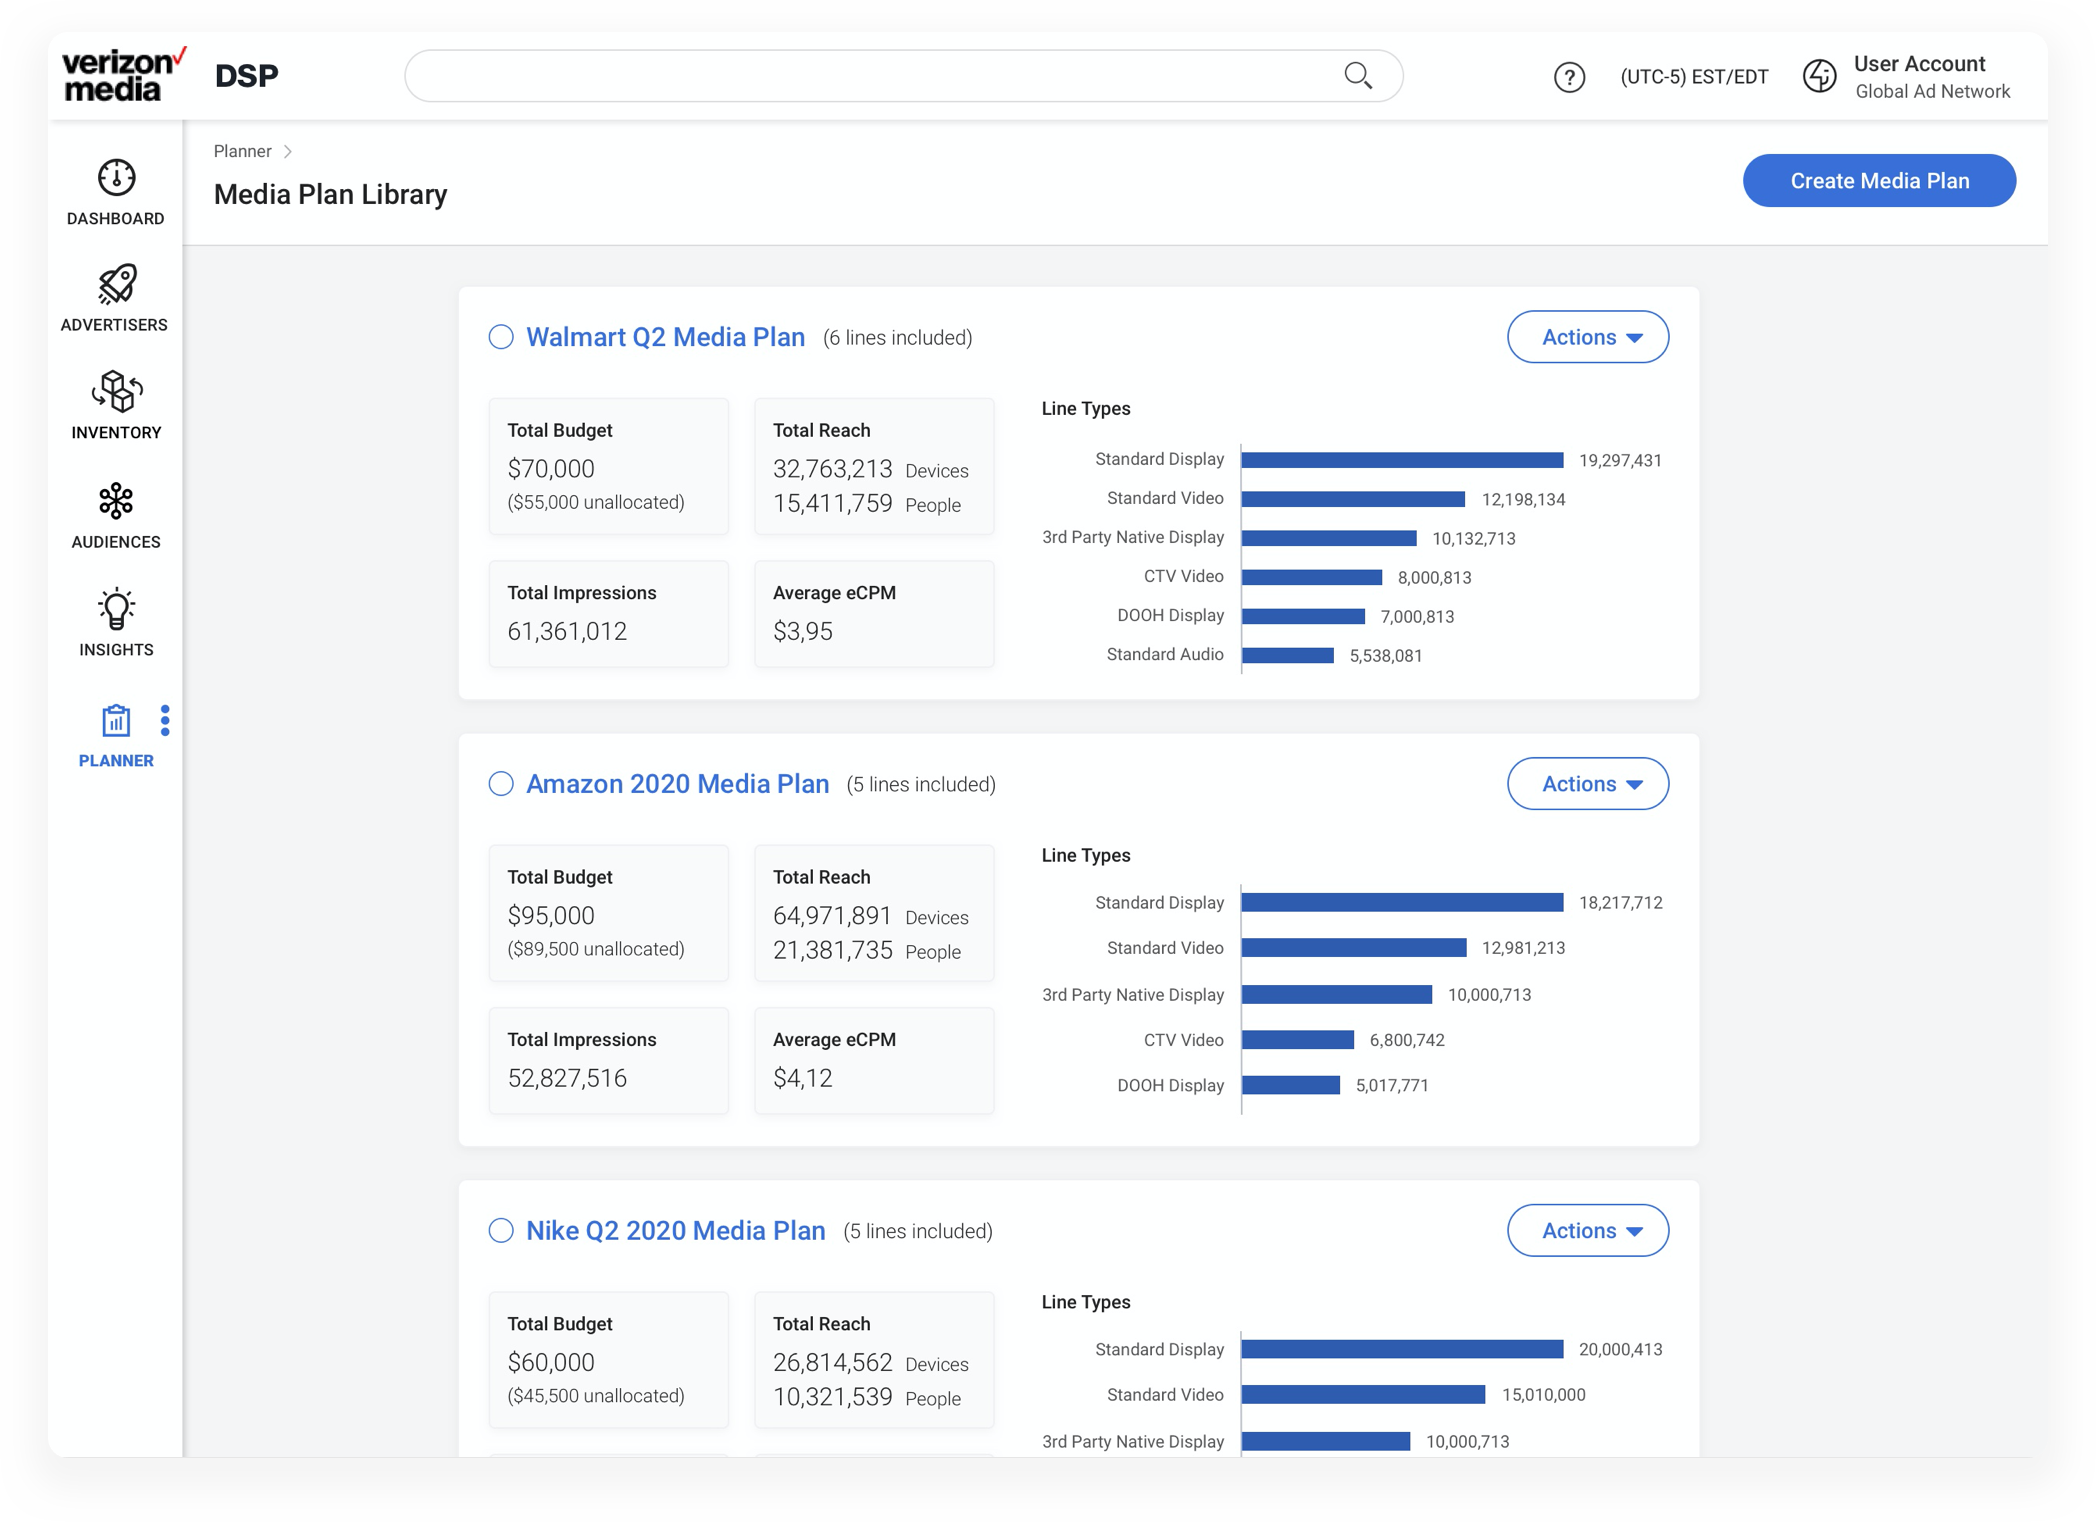 verizon
media
DSP
(UTC-5) EST/EDT
User Account
Global Ad Network
DASHBOARD
ADVERTISERS
INVENTORY
AUDIENCES
INSIGHTS
PLANNER
Planner
Media Plan Library
Create Media Plan
Walmart Q2 Media Plan (6 lines included)
Actions
Total Budget
$70,000
($55,000 unallocated)
Total Reach
32,763,213 Devices
15,411,759 People
Total Impressions
61,361,012
Average eCPM
$3,95
Line Types
Standard Display 19,297,431
Standard Video 12,198,134
3rd Party Native Display 10,132,713
CTV Video 8,000,813
DOOH Display 7,000,813
Standard Audio 5,538,081
Amazon 2020 Media Plan (5 lines included)
Actions
Total Budget
$95,000
($89,500 unallocated)
Total Reach
64,971,891 Devices
21,381,735 People
Total Impressions
52,827,516
Average eCPM
$4,12
Line Types
Standard Display 18,217,712
Standard Video 12,981,213
3rd Party Native Display 10,000,713
CTV Video 6,800,742
DOOH Display 5,017,771
Nike Q2 2020 Media Plan (5 lines included)
Actions
Total Budget
$60,000
($45,500 unallocated)
Total Reach
26,814,562 Devices
10,321,539 People
Line Types
Standard Display 20,000,413
Standard Video 15,010,000
3rd Party Native Display 10,000,713